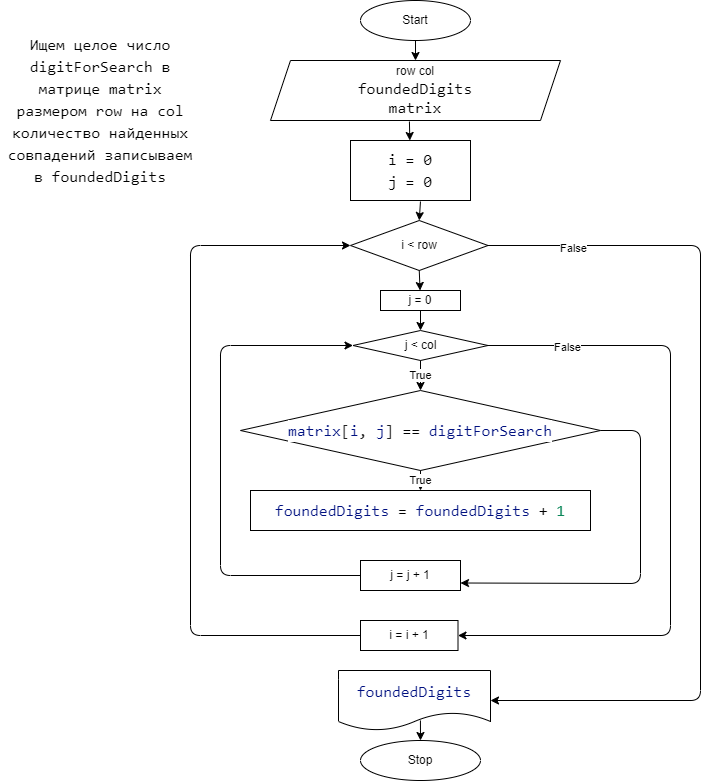 Ищем целое число
digitForSearch в
матрице matrix
размером row на col
количество найденных
совпадений записываем
в foundedDigits
Start
row col
foundedDigits
matrix
i = 0
j = 0
i < row
False
j = 0
j < col
False
True
matrix[i, j] == digitForSearch
True
foundedDigits = foundedDigits + 1
j = j + 1
i = i + 1
foundedDigits
Stop